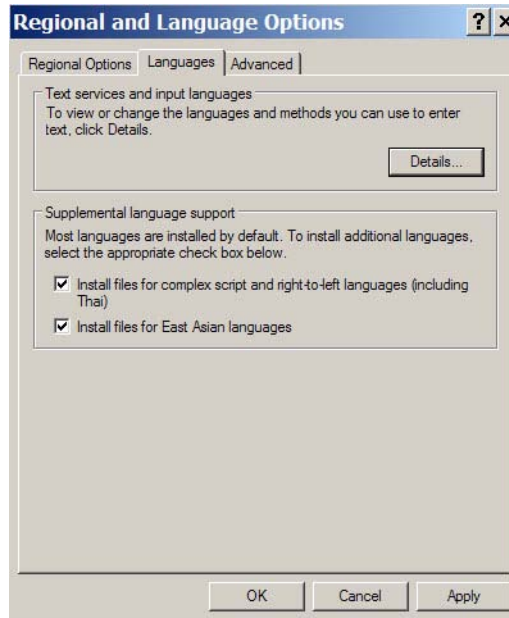 Regional and Language Options
Regional Options Languages Advanced
Text services and input languages
To view or change the languages and methods you can use to enter
text, click Details.
Details...
Supplemental language support
Most languages are installed by default. To install additional languages,
select the appropriate check box below.
Install files for complex script and right-to-left languages (including
Thai)
Install files for East Asian languages
OK Cancel Apply